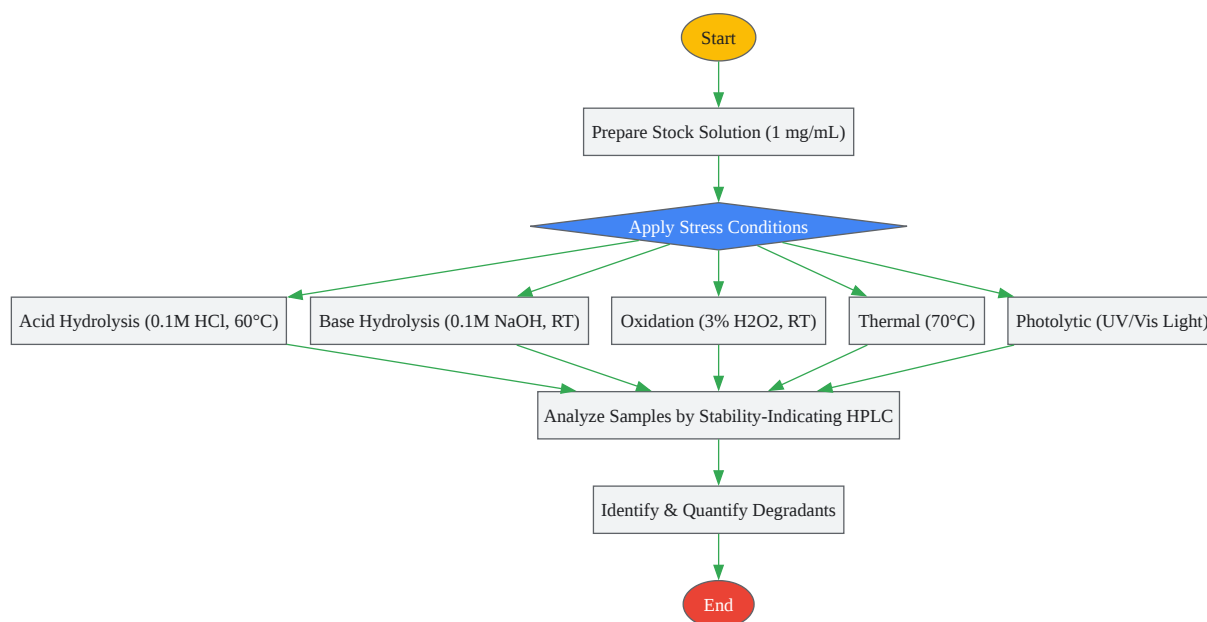 Start
Prepare Stock Solution (1 mg/mL)
Apply Stress Conditions
Acid Hydrolysis (0.1M HCl, 60°C)
Base Hydrolysis (0.1M NaOH, RT)
Oxidation (3% H2O2, RT)
Thermal (70°C)
Photolytic (UV/Vis Light)
Analyze Samples by Stability-Indicating HPLC
Identify & Quantify Degradants
End